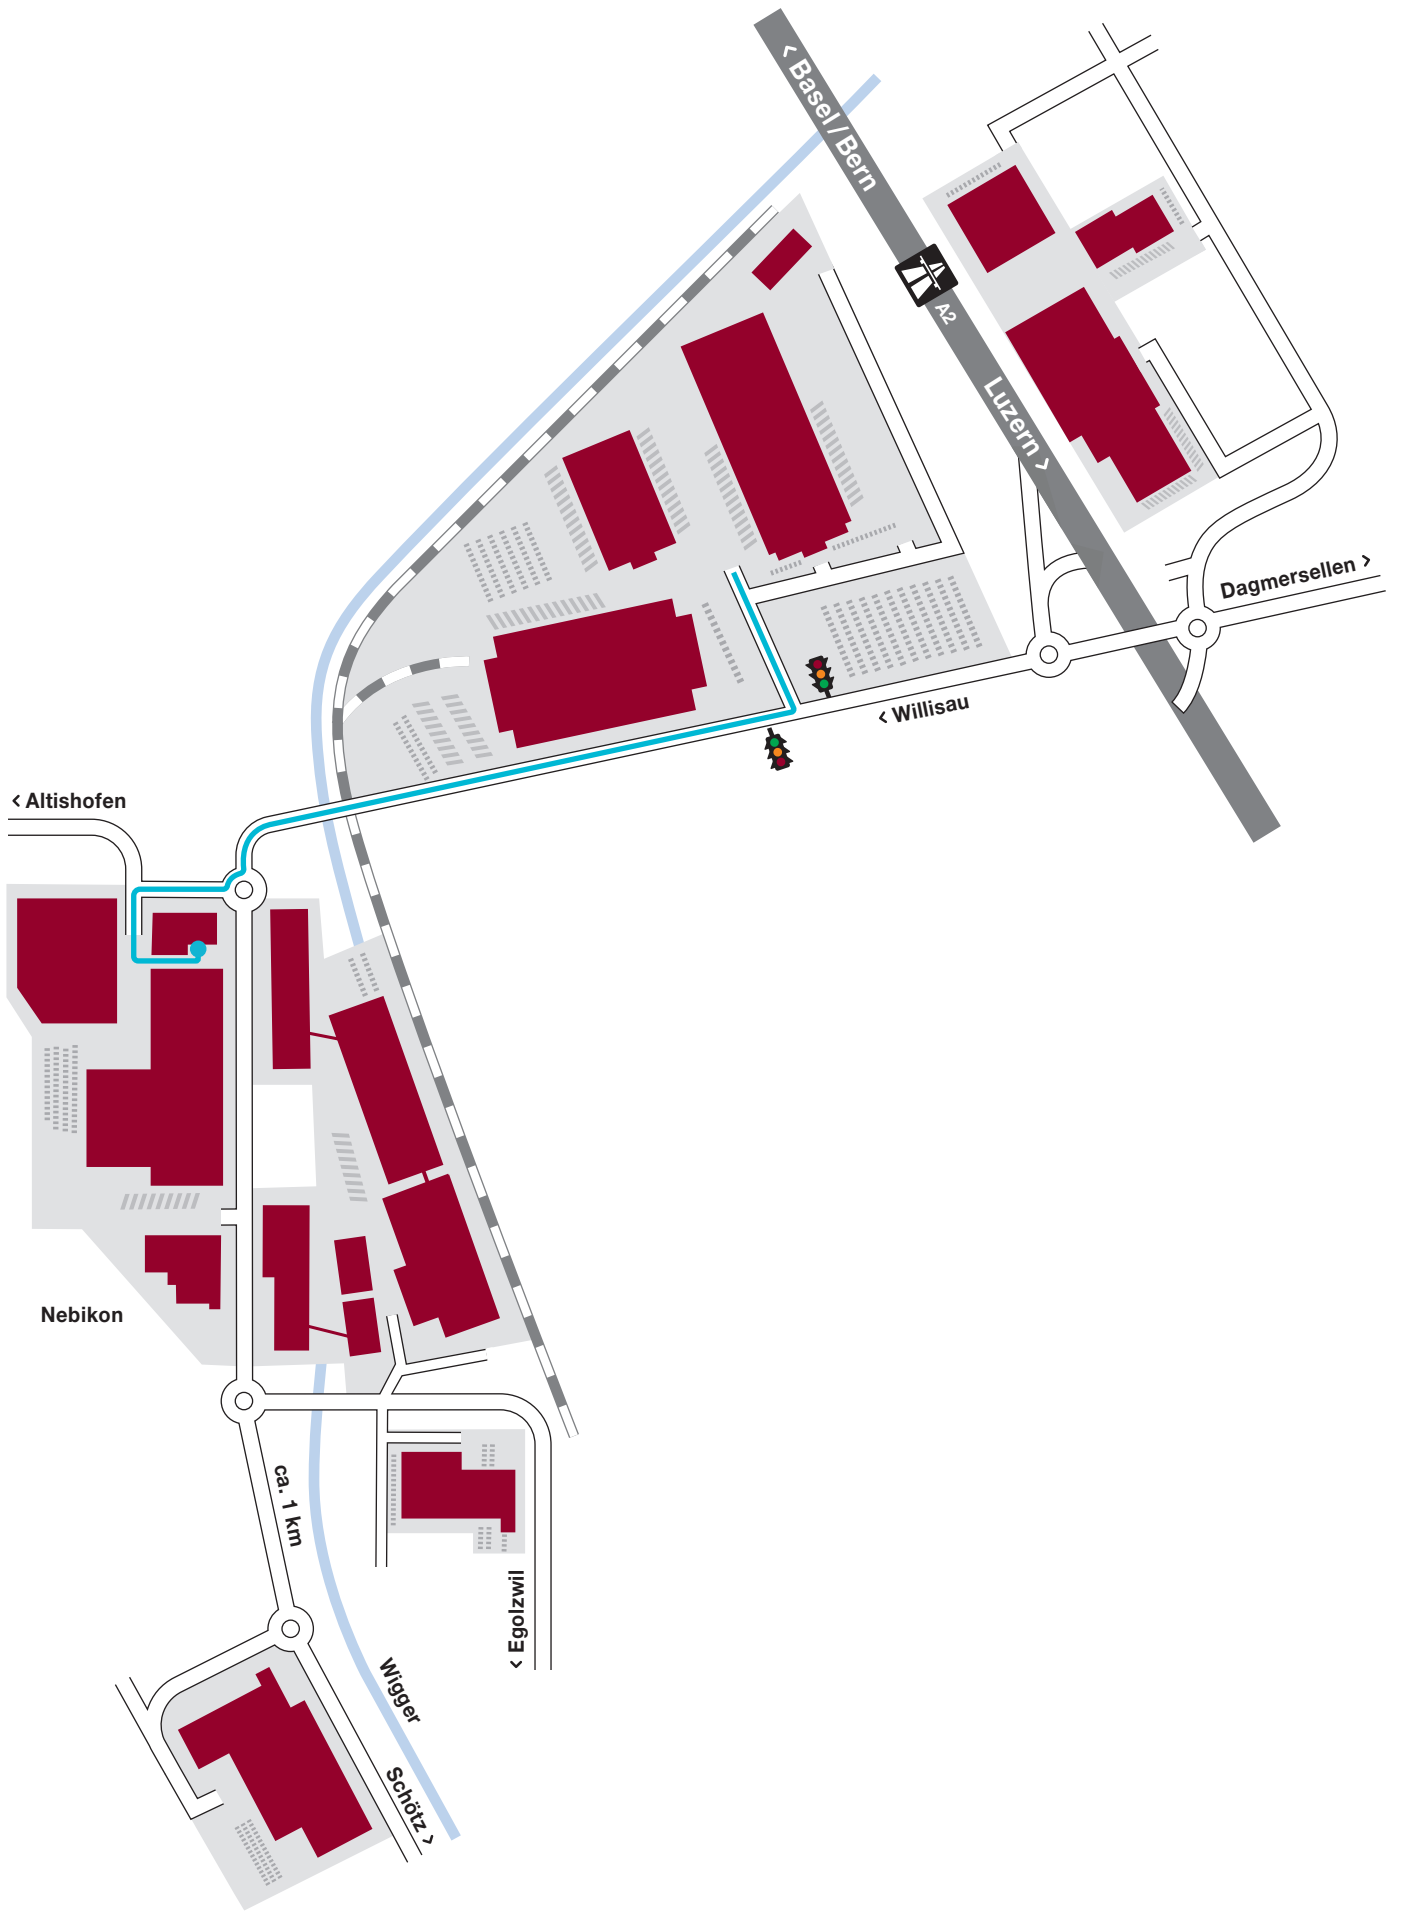 < Basel/Bern
A2
Luzern >
Dagmersellen >
< Willisau
< Altishofen
Nebikon
ca. 1 km
< Egolzwil
Wigger
Schötz >